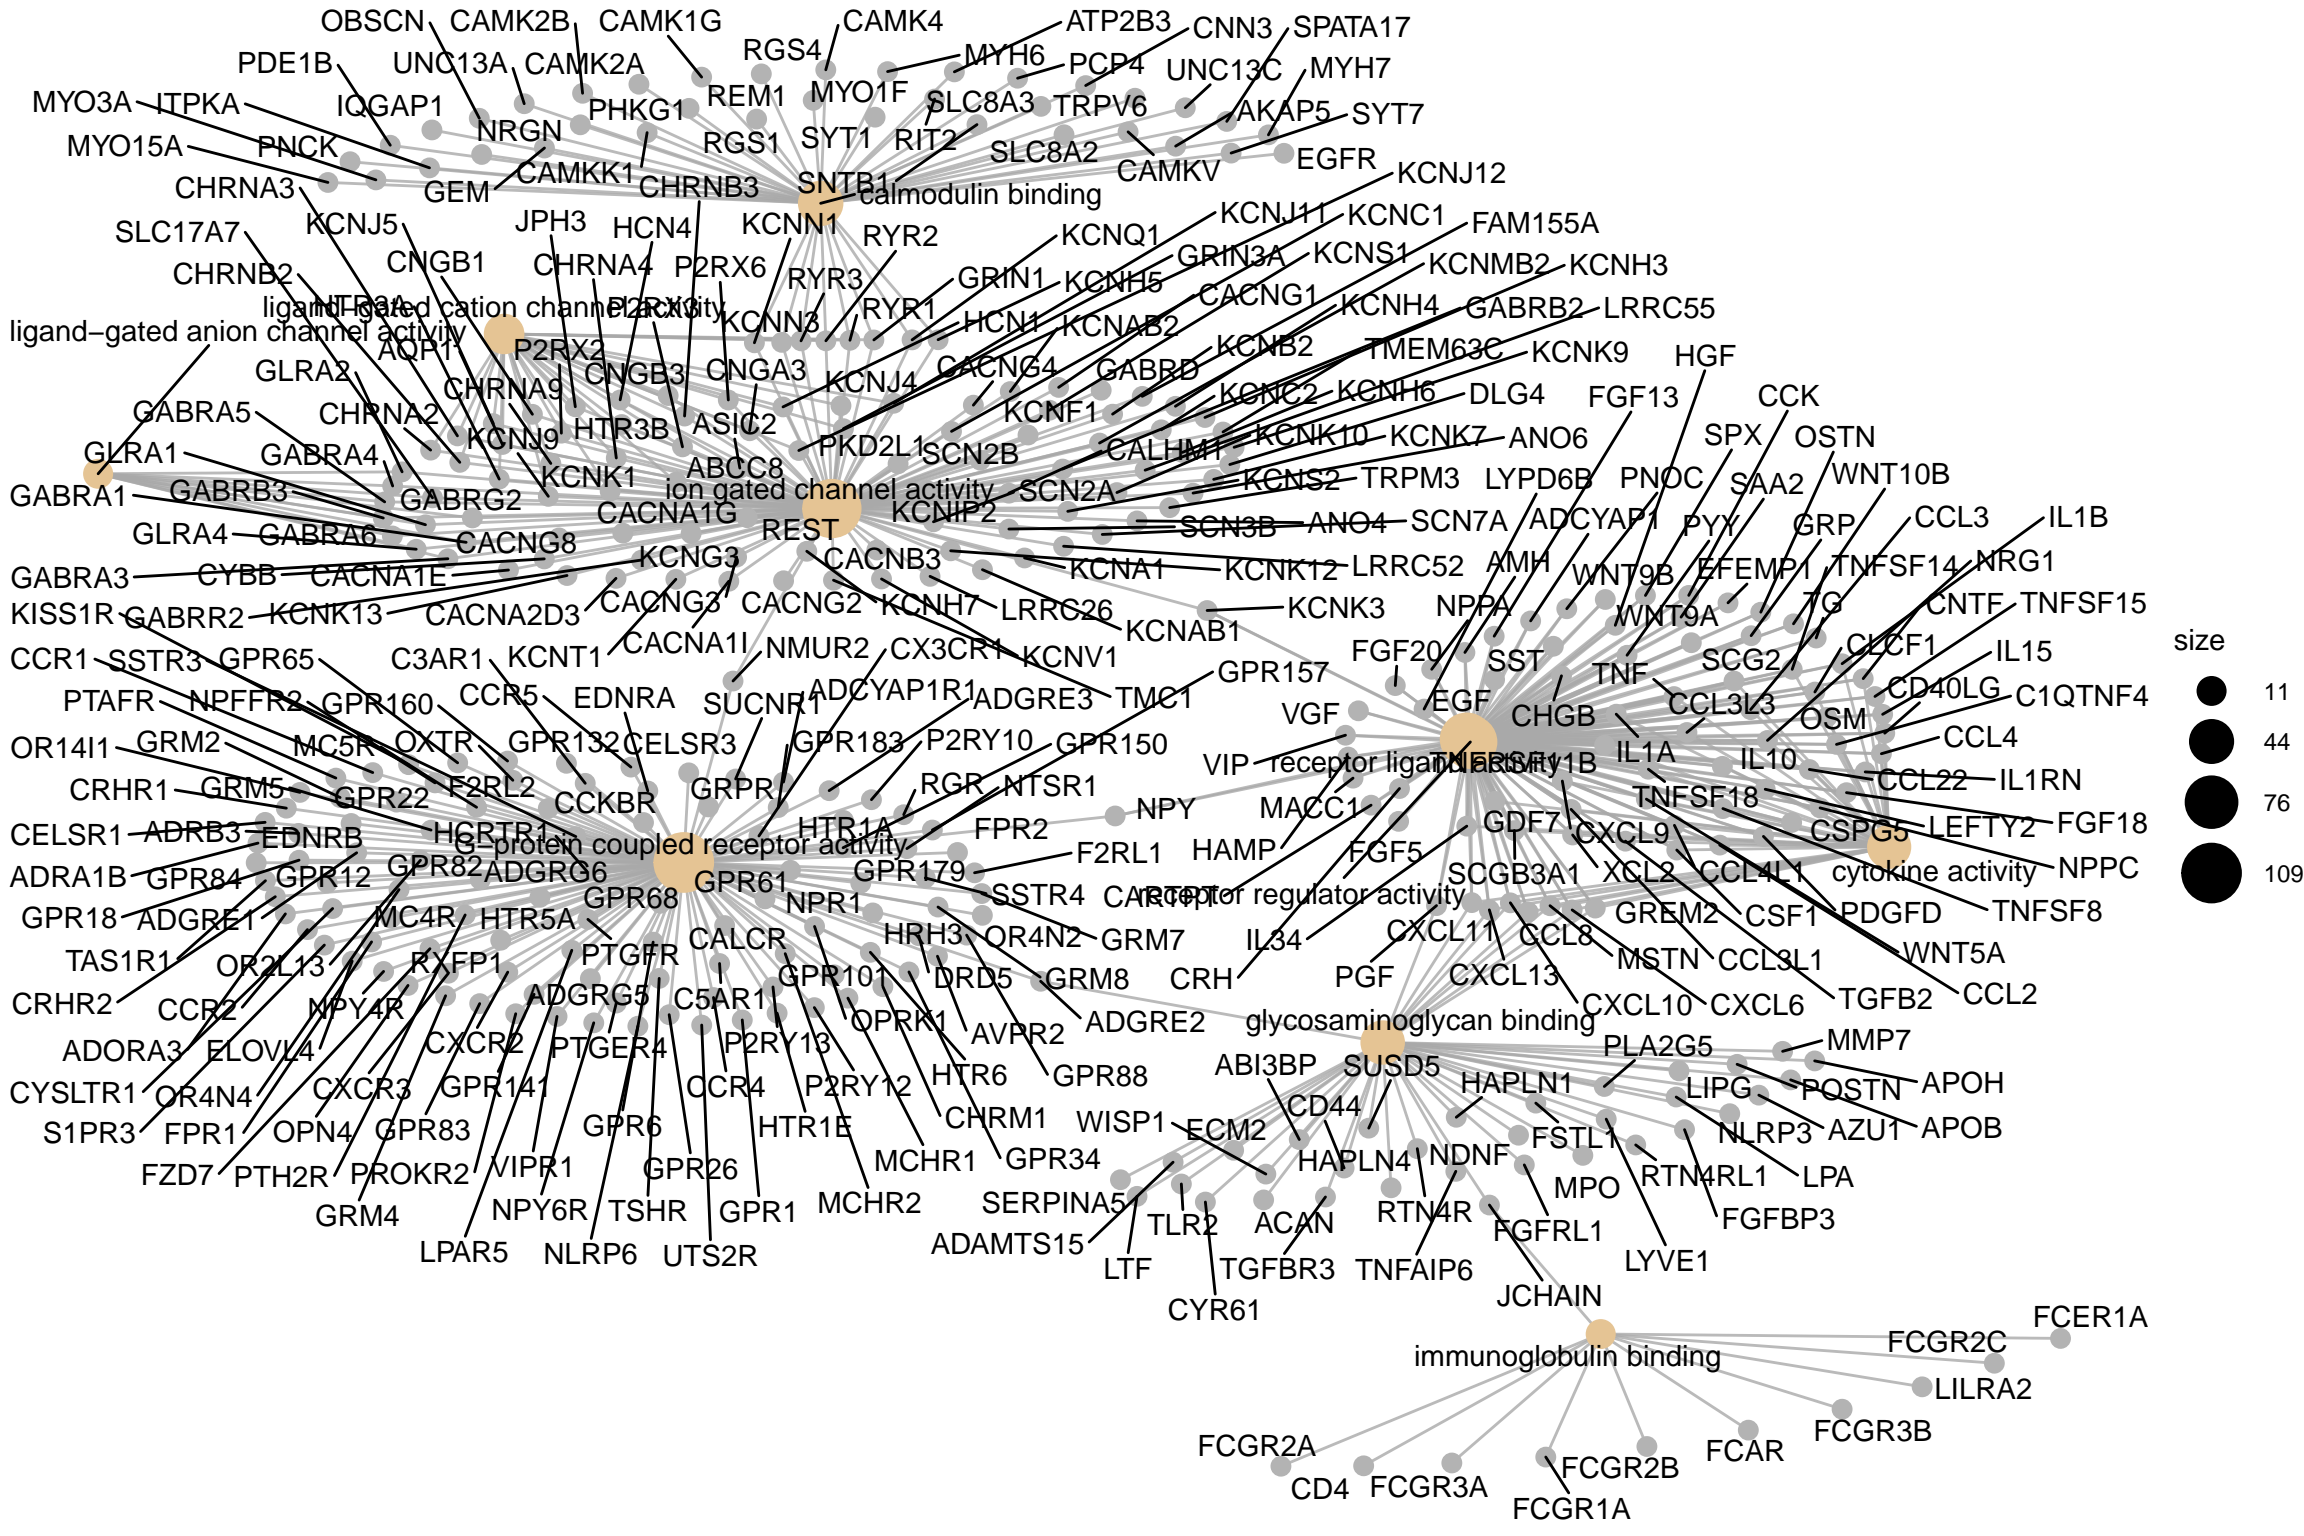 OBSCN
CAMK2B
CAMK1G
CAMK4
ATP2B3
CNN3
SPATA17
PDE1B
UNC13A
CAMK2A
RGS4
MYH6
PCP4
UNC13C
MYH7
MYO3A
ITPKA
IQGAP1
PHKG1
REM1
MYO1F
SLC8A3
TRPV6
AKAP5
SYT7
MYO15A
PNCK
NRGN
RGS1
SYT1
RIT2
SLC8A2
CAMKV
EGFR
CHRNA3
GEM
CAMKK1
CHRNB3
SNTB1
calmodulin binding
KCNJ12
SLC17A7
KCNJ5
JPH3
HCN4
KCNN1
RYR2
KCNQ1
KCNJ11
KCNC1
FAM155A
CHRNB2
CNGB1
CHRNA4
P2RX6
RYR3
GRIN1
KCNH5
GRIN3A
KCNS1
KCNMB2
KCNH3
HTR3A
ligand−gated cation channel activity
P2RX3
KCNN3
RYR1
HCN1
CACNG1
KCNH4
GABRB2
LRRC55
ligand−gated anion channel activity
AQP1
P2RX2
KCNAB2
KCNB2
TMEM63C
KCNK9
HGF
GLRA2
CHRNA9
CNGB3
CNGA3
KCNJ4
CACNG4
GABRD
KCNC2
KCNH6
DLG4
FGF13
CCK
GABRA5
CHRNA2
KCNJ9
HTR3B
ASIC2
PKD2L1
KCNF1
SCN2B
CALHM1
KCNK10
KCNK7
ANO6
SPX
OSTN
GLRA1
GABRA4
KCNK1
ABCC8
KCNS2
TRPM3
LYPD6B
PNOC
SAA2
WNT10B
GABRA1
GABRB3
GABRG2
ion gated channel activity
SCN2A
CACNA1G
REST
KCNIP2
SCN3B
ANO4
SCN7A
ADCYAP1
PYY
GRP
CCL3
IL1B
GLRA4
GABRA6
CACNG8
KCNG3
CACNB3
KCNA1
KCNK12
LRRC52
AMH
WNT9B
EFEMP1
TNFSF14
NRG1
GABRA3
CYBB
CACNA1E
KISS1R
GABRR2
KCNK13
CACNA2D3
CACNG3
CACNG2
KCNH7
LRRC26
KCNAB1
KCNK3
NPPA
WNT9A
TG
CNTF
TNFSF15
CCR1
SSTR3
GPR65
C3AR1
KCNT1
CACNA1I
NMUR2
CX3CR1
KCNV1
GPR157
FGF20
SST
TNF
SCG2
CLCF1
IL15
PTAFR
NPFFR2
GPR160
CCR5
EDNRA
SUCNR1
ADCYAP1R1
ADGRE3
TMC1
VGF
EGF
CHGB
CCL3L3
OSM
CD40LG
C1QTNF4
OR14I1
GRM2
MC5R
OXTR
GPR132
CELSR3
GPR183
P2RY10
GPR150
VIP
receptor ligand activity
TNFRSF11B
IL1A
IL10
CCL4
CRHR1
GRM5
GPR22
F2RL2
CCKBR
GRPR
RGR
NTSR1
NPY
MACC1
TNFSF18
CCL22
IL1RN
CELSR1
ADRB3
EDNRB
HCRTR1
HTR1A
FPR2
G−protein coupled receptor activity
HAMP
FGF5
GDF7
CXCL9
CSPG5
LEFTY2
FGF18
ADRA1B
GPR84
GPR12
GPR82
ADGRG6
GPR61
GPR179
F2RL1
SCGB3A1
XCL2
CCL4L1
cytokine activity
NPPC
GPR18
ADGRE1
MC4R
HTR5A
GPR68
NPR1
SSTR4
CARTPT
receptor regulator activity
GREM2
CSF1
PDGFD
TNFSF8
TAS1R1
OR2L13
RXFP1
PTGFR
CALCR
GPR101
HRH3
OR4N2
GRM7
IL34
CXCL11
CCL8
WNT5A
CRHR2
CCR2
NPY4R
ADGRG5
C5AR1
DRD5
GRM8
CRH
PGF
CXCL13
MSTN
CCL3L1
ADORA3
ELOVL4
CXCR2
PTGER4
P2RY13
OPRK1
AVPR2
ADGRE2
glycosaminoglycan binding
CXCL10
CXCL6
TGFB2
CCL2
CYSLTR1
OR4N4
CXCR3
GPR141
CCR4
P2RY12
HTR6
GPR88
ABI3BP
SUSD5
HAPLN1
PLA2G5
LIPG
MMP7
POSTN
APOH
S1PR3
FPR1
OPN4
GPR83
GPR6
HTR1E
CHRM1
WISP1
ECM2
CD44
FSTL1
NLRP3
AZU1
APOB
FZD7
PTH2R
PROKR2
VIPR1
GPR26
MCHR1
GPR34
HAPLN4
NDNF
MPO
RTN4RL1
LPA
GRM4
NPY6R
TSHR
GPR1
MCHR2
SERPINA5
TLR2
ACAN
RTN4R
FGFRL1
FGFBP3
LPAR5
NLRP6
UTS2R
ADAMTS15
LTF
TGFBR3
TNFAIP6
LYVE1
CYR61
JCHAIN
immunoglobulin binding
FCER1A
FCGR2C
LILRA2
FCGR3B
FCAR
FCGR2A
CD4
FCGR3A
FCGR2B
FCGR1A
size
11
44
76
109